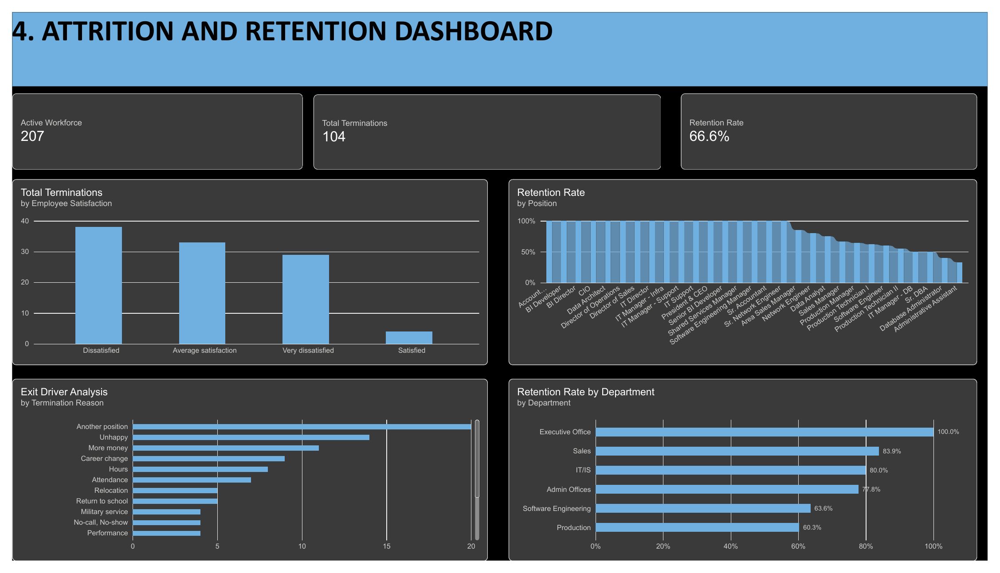 4. ATTRITION AND RETENTION DASHBOARD
Active Workforce
207
Total Terminations
104
Retention Rate
66.6%
Total Terminations
by Employee Satisfaction
40
30
20
10
0
Dissatisfied
Average satisfaction
Very dissatisfied
Satisfied
Retention Rate
by Position
100%
50%
0%
Account...
BI Developer
BI Director
CIO
Data Architect
Director of Operations
Director of Sales
IT Director
IT Manager - Infra
IT Manager - Support
IT Support
President & CEO
Senior BI Developer
Shared Services Manager
Software Engineering Manager
Sr. Accountant
Sr. Network Engineer
Area Sales Manager
Network Engineer
Data Analyst
Sales Manager
Production Manager
Production Technician I
Software Engineer
Production Technician II
IT Manager - DB
Sr. DBA
Database Administrator
Administrative Assistant
Exit Driver Analysis
by Termination Reason
Another position
Unhappy
More money
Career change
Hours
Attendance
Relocation
Return to school
Military service
No-call, No-show
Performance
0 5 10 15 20
Retention Rate by Department
by Department
Executive Office 100.0%
Sales 83.9%
IT/IS 80.0%
Admin Offices 77.8%
Software Engineering 63.6%
Production 60.3%
0% 20% 40% 60% 80% 100%